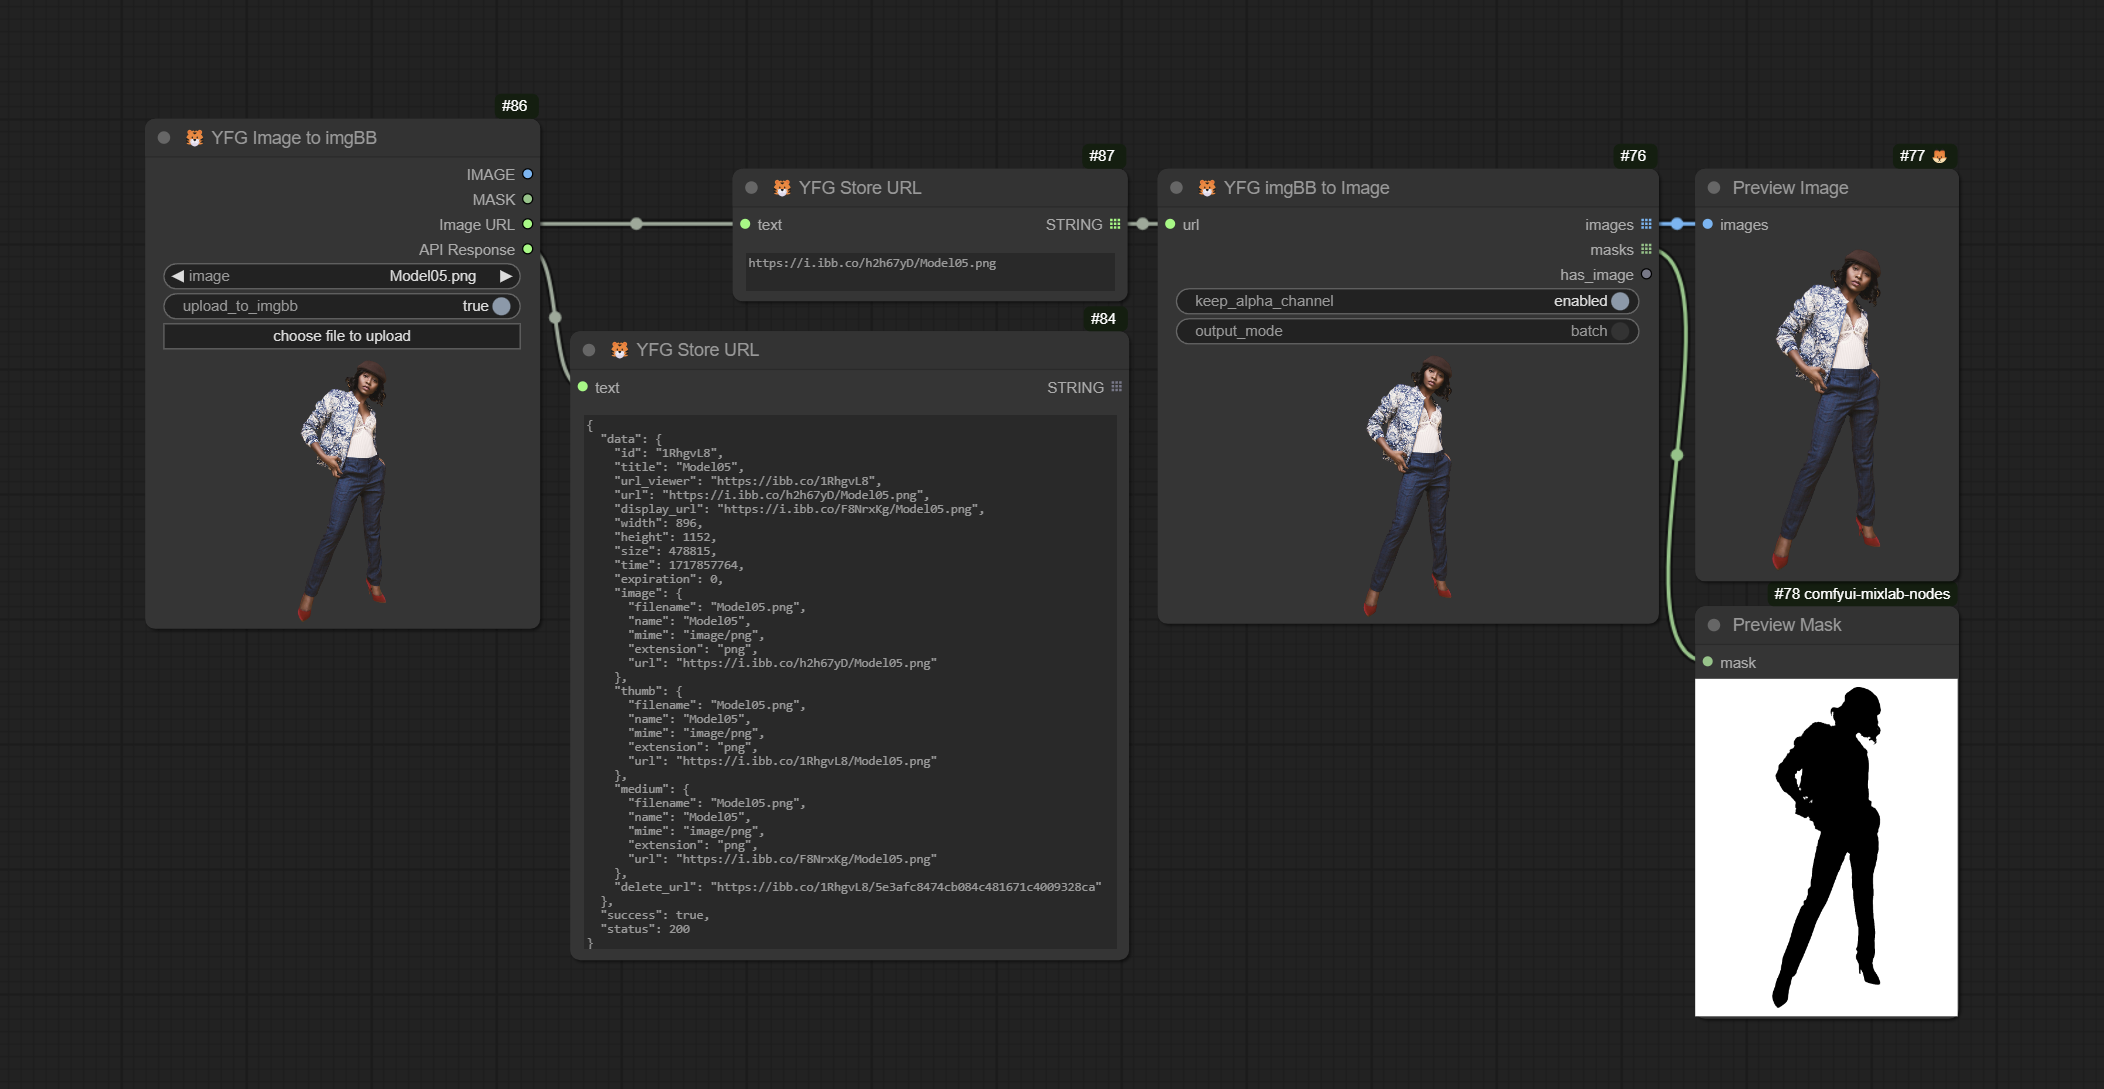 #86
YFG Image to imgBB
IMAGE
MASK
Image URL
API Response
image Model05.png
upload_to_imgbb true
choose file to upload
#87
YFG Store URL
text STRING
https://i.ibb.co/h2h67yD/Model05.png
#84
YFG Store URL
text STRING
{
"data": {
"id": "1RhgvL8",
"title": "Model05",
"url_viewer": "https://ibb.co/1RhgvL8",
"url": "https://i.ibb.co/h2h67yD/Model05.png",
"display_url": "https://i.ibb.co/F8NrxKg/Model05.png",
"width": 896,
"height": 1152,
"size": 478815,
"time": 1717857764,
"expiration": 0,
"image": {
"filename": "Model05.png",
"name": "Model05",
"mime": "image/png",
"extension": "png",
"url": "https://i.ibb.co/h2h67yD/Model05.png"
},
"thumb": {
"filename": "Model05.png",
"name": "Model05",
"mime": "image/png",
"extension": "png",
"url": "https://i.ibb.co/1RhgvL8/Model05.png"
},
"medium": {
"filename": "Model05.png",
"name": "Model05",
"mime": "image/png",
"extension": "png",
"url": "https://i.ibb.co/F8NrxKg/Model05.png"
},
"delete_url": "https://ibb.co/1RhgvL8/5e3afc8474cb084c481671c4009328ca"
},
"success": true,
"status": 200
}
#76
YFG imgBB to Image
url images
masks
has_image
keep_alpha_channel enabled
output_mode batch
#77
Preview Image
images
#78 comfyui-mixlab-nodes
Preview Mask
mask